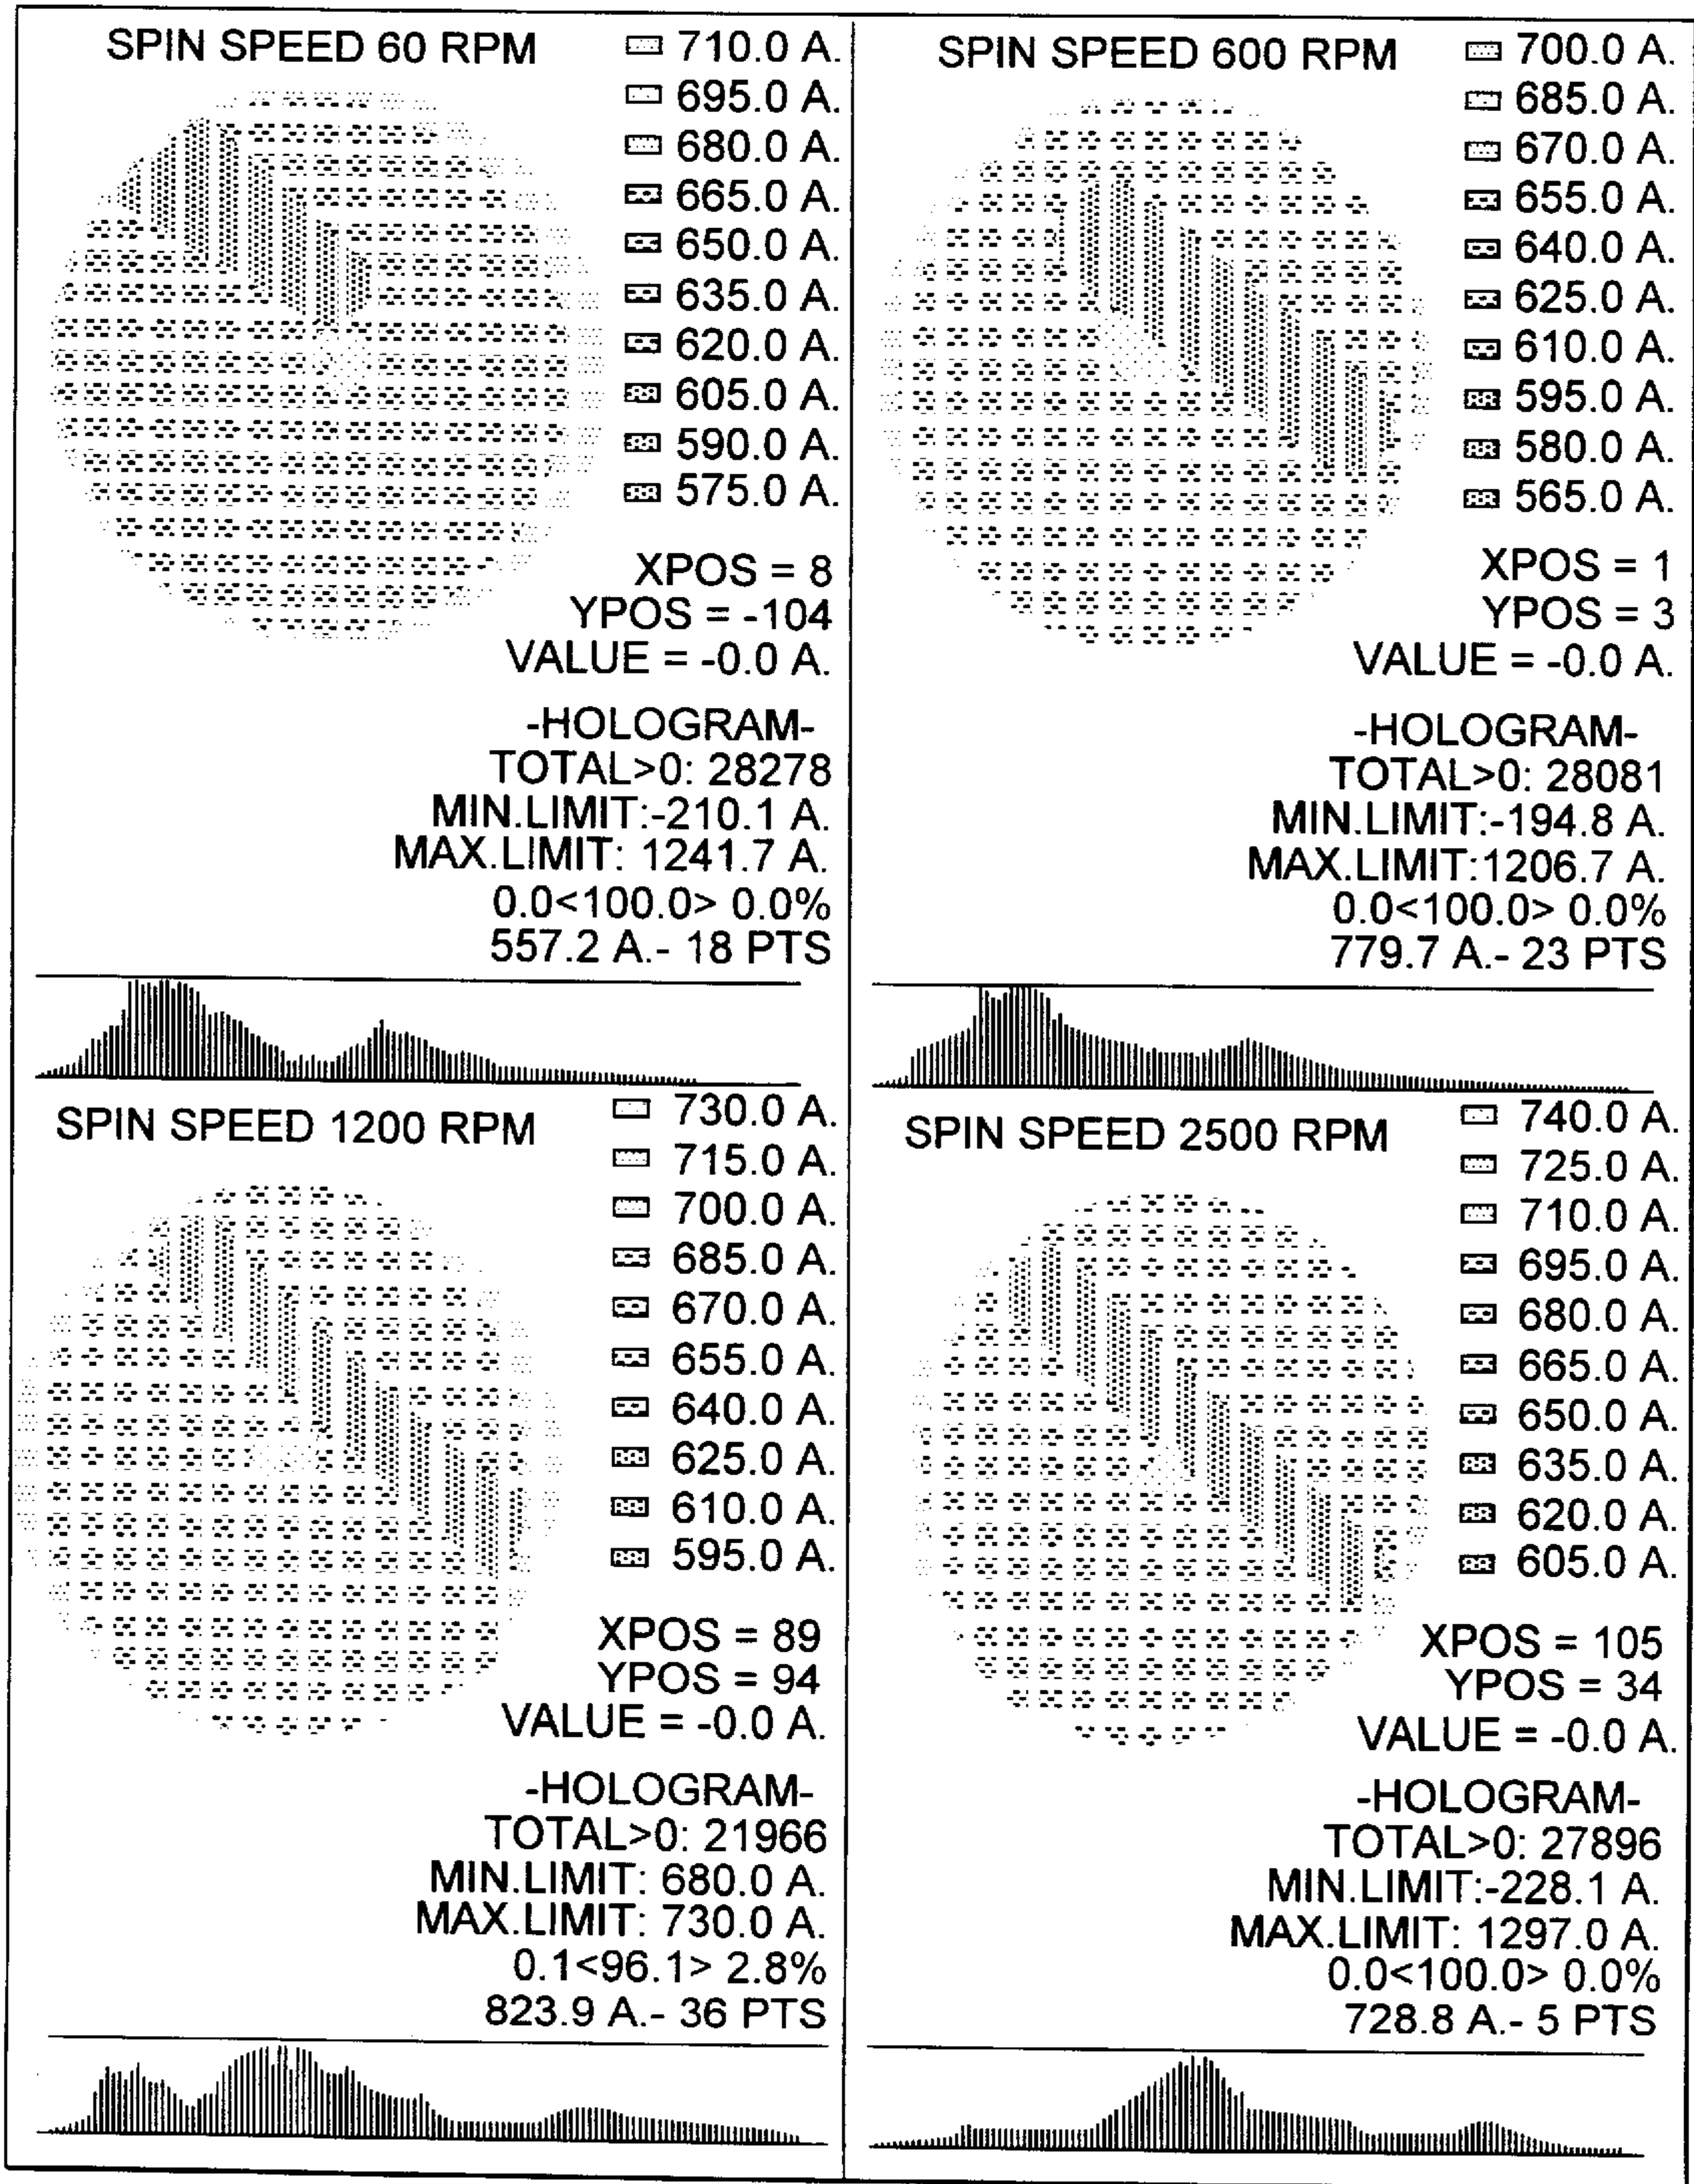 SPIN SPEED 60 RPM
710.0 A.
695.0 A.
680.0 A.
665.0 A.
650.0 A.
635.0 A.
620.0 A.
605.0 A.
590.0 A.
575.0 A.
XPOS = 8
YPOS = -104
VALUE = -0.0 A.
-HOLOGRAM-
TOTAL>0: 28278
MIN.LIMIT:-210.1 A.
MAX.LIMIT: 1241.7 A.
0.0<100.0> 0.0%
557.2 A.- 18 PTS
SPIN SPEED 600 RPM
700.0 A.
685.0 A.
670.0 A.
655.0 A.
640.0 A.
625.0 A.
610.0 A.
595.0 A.
580.0 A.
565.0 A.
XPOS = 1
YPOS = 3
VALUE = -0.0 A.
-HOLOGRAM-
TOTAL>0: 28081
MIN.LIMIT:-194.8 A.
MAX.LIMIT:1206.7 A.
0.0<100.0> 0.0%
779.7 A.- 23 PTS
SPIN SPEED 1200 RPM
730.0 A.
715.0 A.
700.0 A.
685.0 A.
670.0 A.
655.0 A.
640.0 A.
625.0 A.
610.0 A.
595.0 A.
XPOS = 89
YPOS = 94
VALUE = -0.0 A.
-HOLOGRAM-
TOTAL>0: 21966
MIN.LIMIT: 680.0 A.
MAX.LIMIT: 730.0 A.
0.1<96.1> 2.8%
823.9 A.- 36 PTS
SPIN SPEED 2500 RPM
740.0 A.
725.0 A.
710.0 A.
695.0 A.
680.0 A.
665.0 A.
650.0 A.
635.0 A.
620.0 A.
605.0 A.
XPOS = 105
YPOS = 34
VALUE = -0.0 A.
-HOLOGRAM-
TOTAL>0: 27896
MIN.LIMIT:-228.1 A.
MAX.LIMIT: 1297.0 A.
0.0<100.0> 0.0%
728.8 A.- 5 PTS